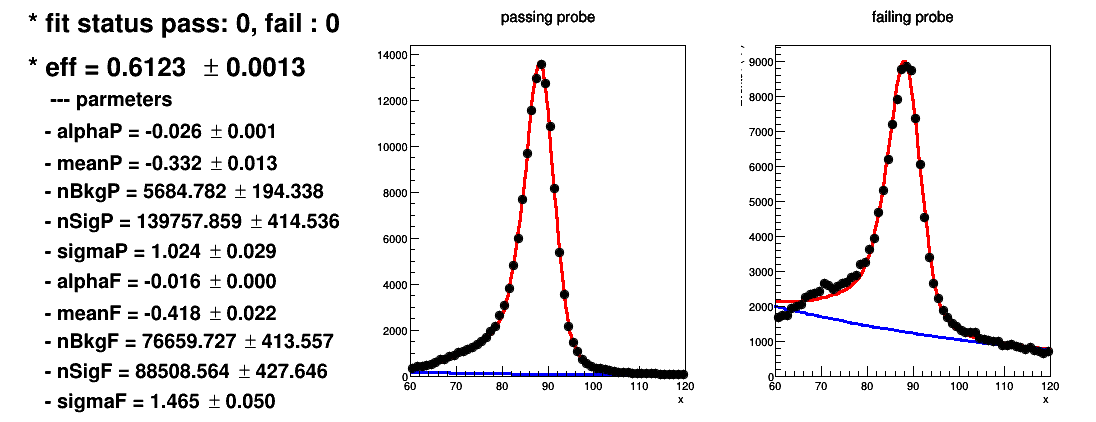 * fit status pass: 0, fail : 0
* eff = 0.6123 ± 0.0013
--- parmeters
- alphaP = -0.026 ± 0.001
- meanP = -0.332 ± 0.013
- nBkgP = 5684.782 ± 194.338
- nSigP = 139757.859 ± 414.536
- sigmaP = 1.024 ± 0.029
- alphaF = -0.016 ± 0.000
- meanF = -0.418 ± 0.022
- nBkgF = 76659.727 ± 413.557
- nSigF = 88508.564 ± 427.646
- sigmaF = 1.465 ± 0.050
passing probe
14000
12000
10000
8000
6000
4000
2000
0
60 70 80 90 100 110 120
x
failing probe
9000
8000
7000
6000
5000
4000
3000
2000
1000
0
60 70 80 90 100 110 120
x